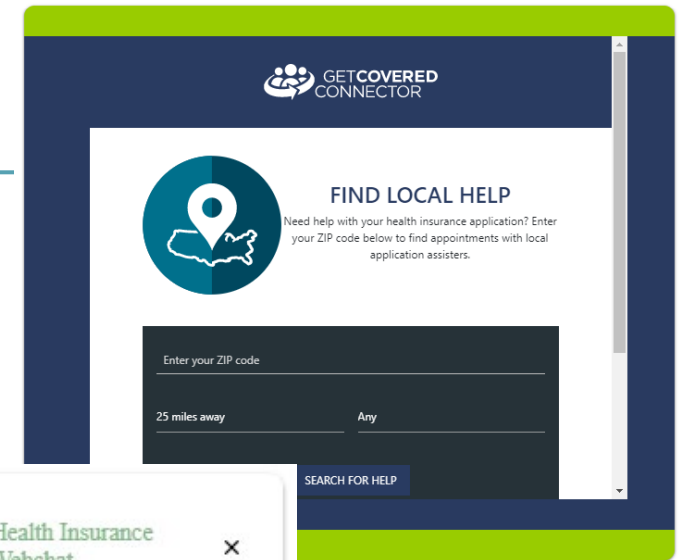 GETCOVERED
CONNECTOR
FIND LOCAL HELP
Need help with your health insurance application? Enter
your ZIP code below to find appointments with local
application assisters.
Enter your ZIP code
25 miles away
Any
SEARCH FOR HELP
Health Insurance
Webchat